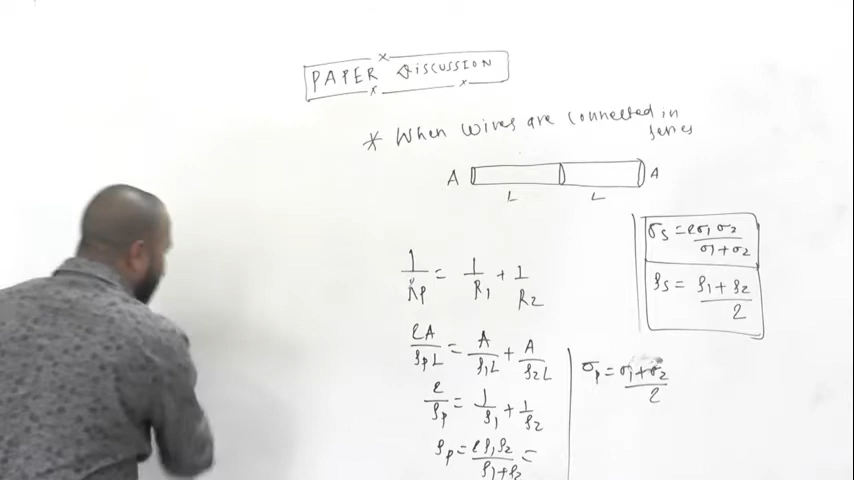 PAPER DISCUSSION
* When wires are connected in
series
A A
L L
1/Rp = 1/R1 + 1/R2
2A/ρpL = A/ρ1L + A/ρ2L
2/ρp = 1/ρ1 + 1/ρ2
ρp = 2ρ1ρ2/ρ1+ρ2 =
σs = 2σ1σ2/σ1+σ2
ρs = ρ1+ρ2/2
σp = σ1+σ2/2